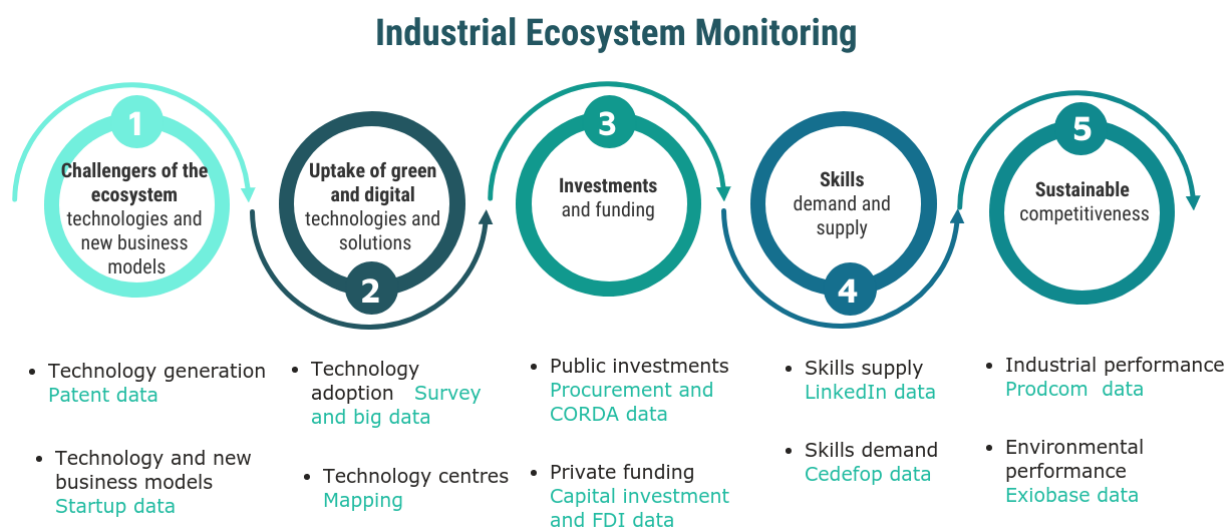 Industrial Ecosystem Monitoring
1
Challengers of the
ecosystem
technologies and
new business
models
2
Uptake of green
and digital
technologies and
solutions
3
Investments
and funding
4
Skills
demand and
supply
5
Sustainable
competitiveness
• Technology generation
Patent data
• Technology and new
business models
Startup data
• Technology
adoption Survey
and big data
• Technology centres
Mapping
• Public investments
Procurement and
CORDA data
• Private funding
Capital investment
and FDI data
• Skills supply
LinkedIn data
• Skills demand
Cedefop data
• Industrial performance
Prodcom data
• Environmental
performance
Exiobase data